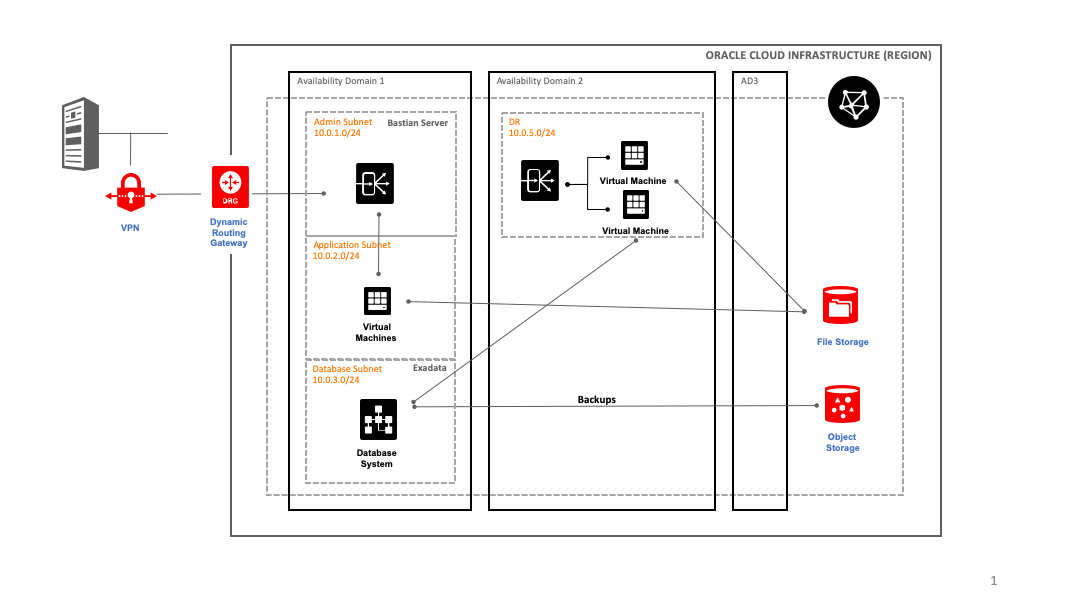 ORACLE CLOUD INFRASTRUCTURE (REGION)
Availability Domain 1
Availability Domain 2
AD3
Admin Subnet
10.0.1.0/24
Bastian Server
DR
10.0.5.0/24
Virtual Machine
Virtual Machine
DRG
VPN
Dynamic
Routing
Gateway
Application Subnet
10.0.2.0/24
Virtual
Machines
File Storage
Database Subnet
10.0.3.0/24
Exadata
Backups
Database
System
Object
Storage
1